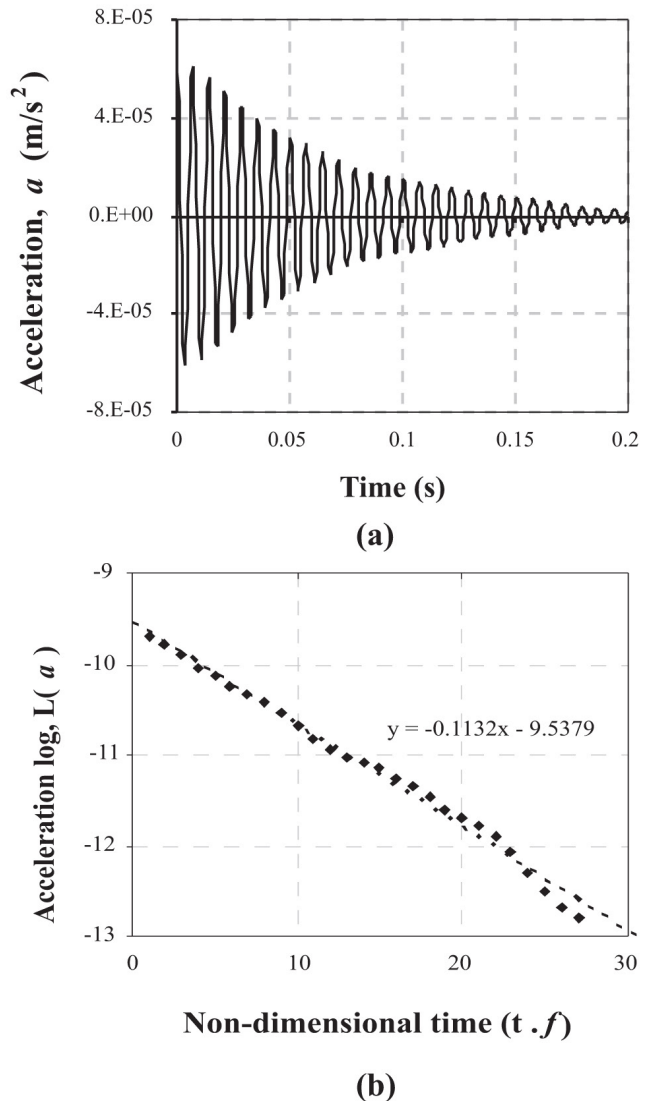 8.E-05
4.E-05
0.E+00
-4.E-05
-8.E-05
Acceleration, a (m/s²)
0 0.05 0.1 0.15 0.2
Time (s)
(a)
-9
-10
-11
-12
-13
Acceleration log, L( a )
y = -0.1132x - 9.5379
0 10 20 30
Non-dimensional time (t . f)
(b)